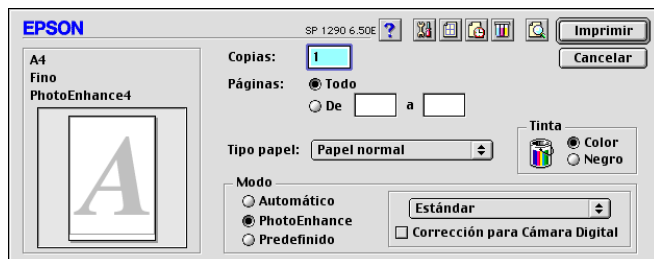 EPSON
SP 1290 6.50E ?
Imprimir
Cancelar
A4
Fino
PhotoEnhance4
A
Copias: 1
Páginas: Todo
De a
Tipo papel: Papel normal
Tinta
Color
Negro
Modo
Automático
PhotoEnhance
Predefinido
Estándar
Corrección para Cámara Digital